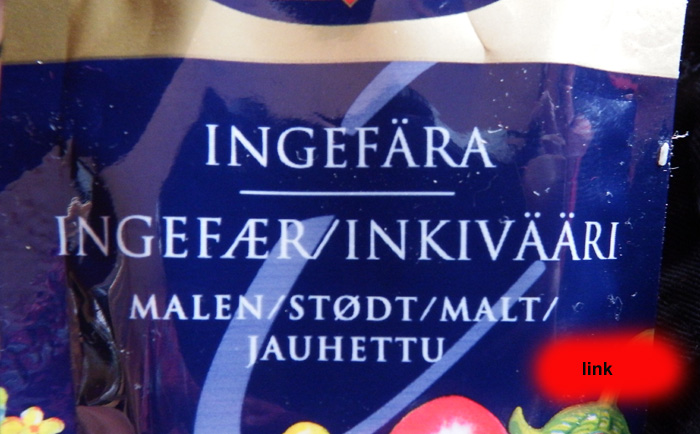 INGEFÄRA
INGEFÆR/INKIVÄÄRI
MALEN/STØDT/MALT/
JAUHETTU
link